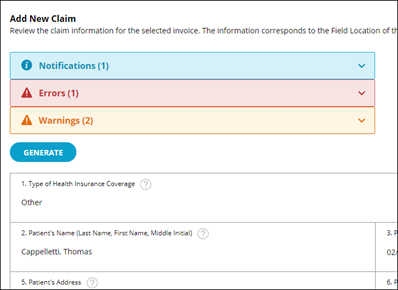 Add New Claim
Review the claim information for the selected invoice. The information corresponds to the Field Location of
Notifications (1)
Errors (1)
Warnings (2)
GENERATE
1. Type of Health Insurance Coverage ?
Other
2. Patient's Name (Last Name, First Name, Middle Initial) ? 3.
Cappelletti, Thomas 02/
5. Patient's Address ? 6.